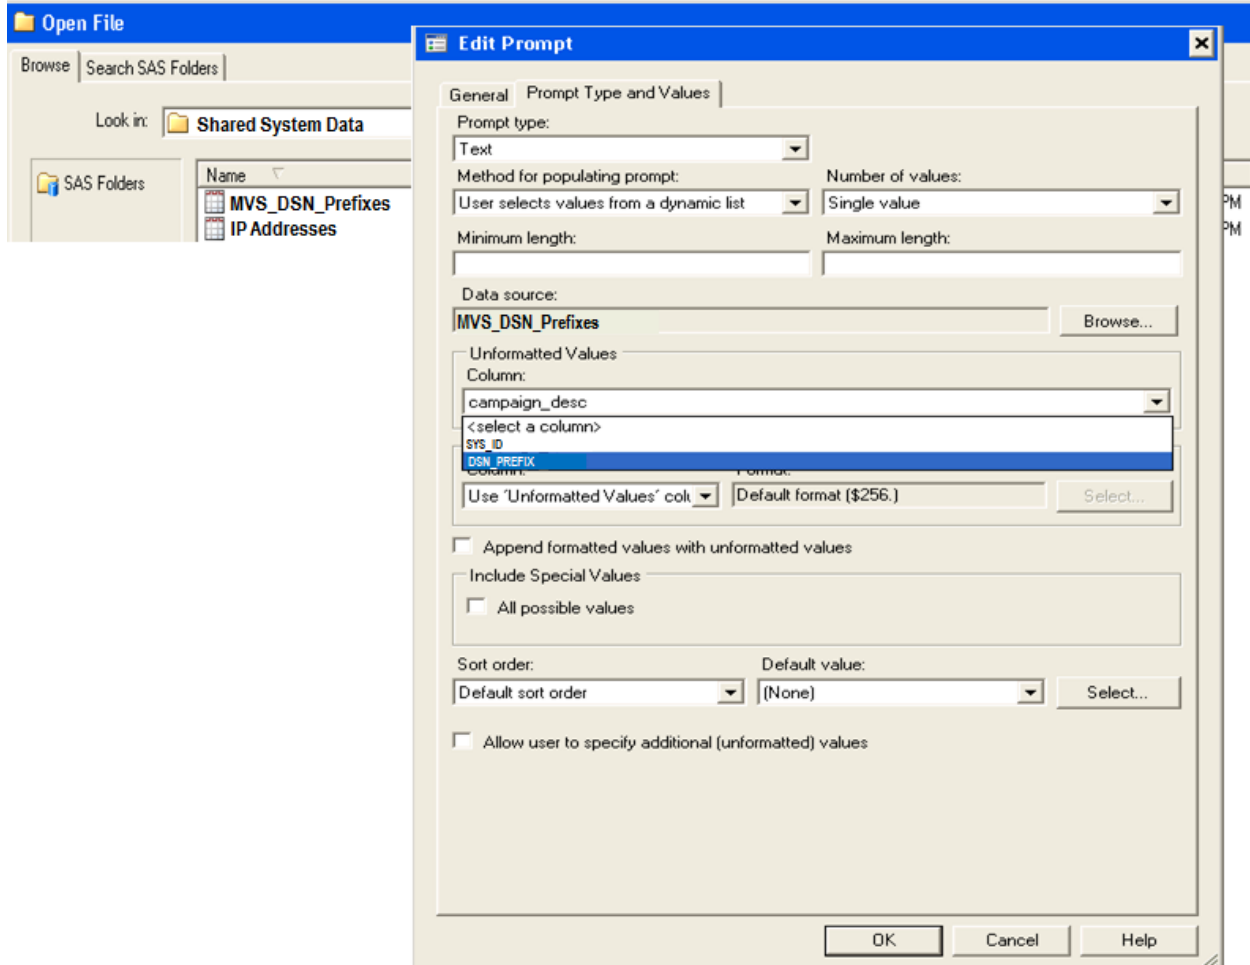 Open File
Browse
Search SAS Folders
Look in:
Shared System Data
SAS Folders
Name
MVS_DSN_Prefixes
IP Addresses
PM
PM
Edit Prompt
General
Prompt Type and Values
Prompt type:
Text
Method for populating prompt:
Number of values:
User selects values from a dynamic list
Single value
Minimum length:
Maximum length:
Data source:
MVS_DSN_Prefixes
Browse...
Unformatted Values
Column:
campaign_desc
<select a column>
SYS_ID
DSN_PREFIX
Column:
Format:
Use 'Unformatted Values' colu
Default format ($256.)
Select...
Append formatted values with unformatted values
Include Special Values
All possible values
Sort order:
Default value:
Default sort order
(None)
Select...
Allow user to specify additional (unformatted) values
OK
Cancel
Help